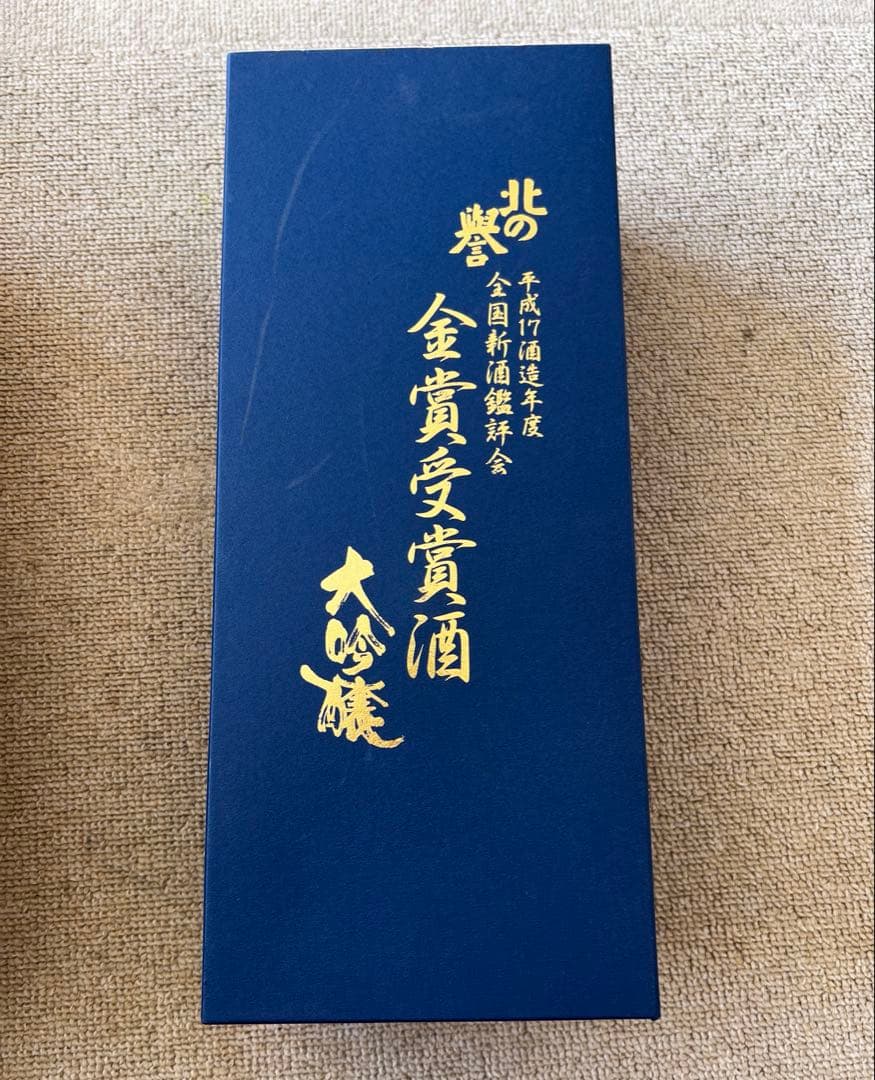 北の
譽
平成17酒造年度
全国新酒鑑評会
金賞受賞酒
大吟醸